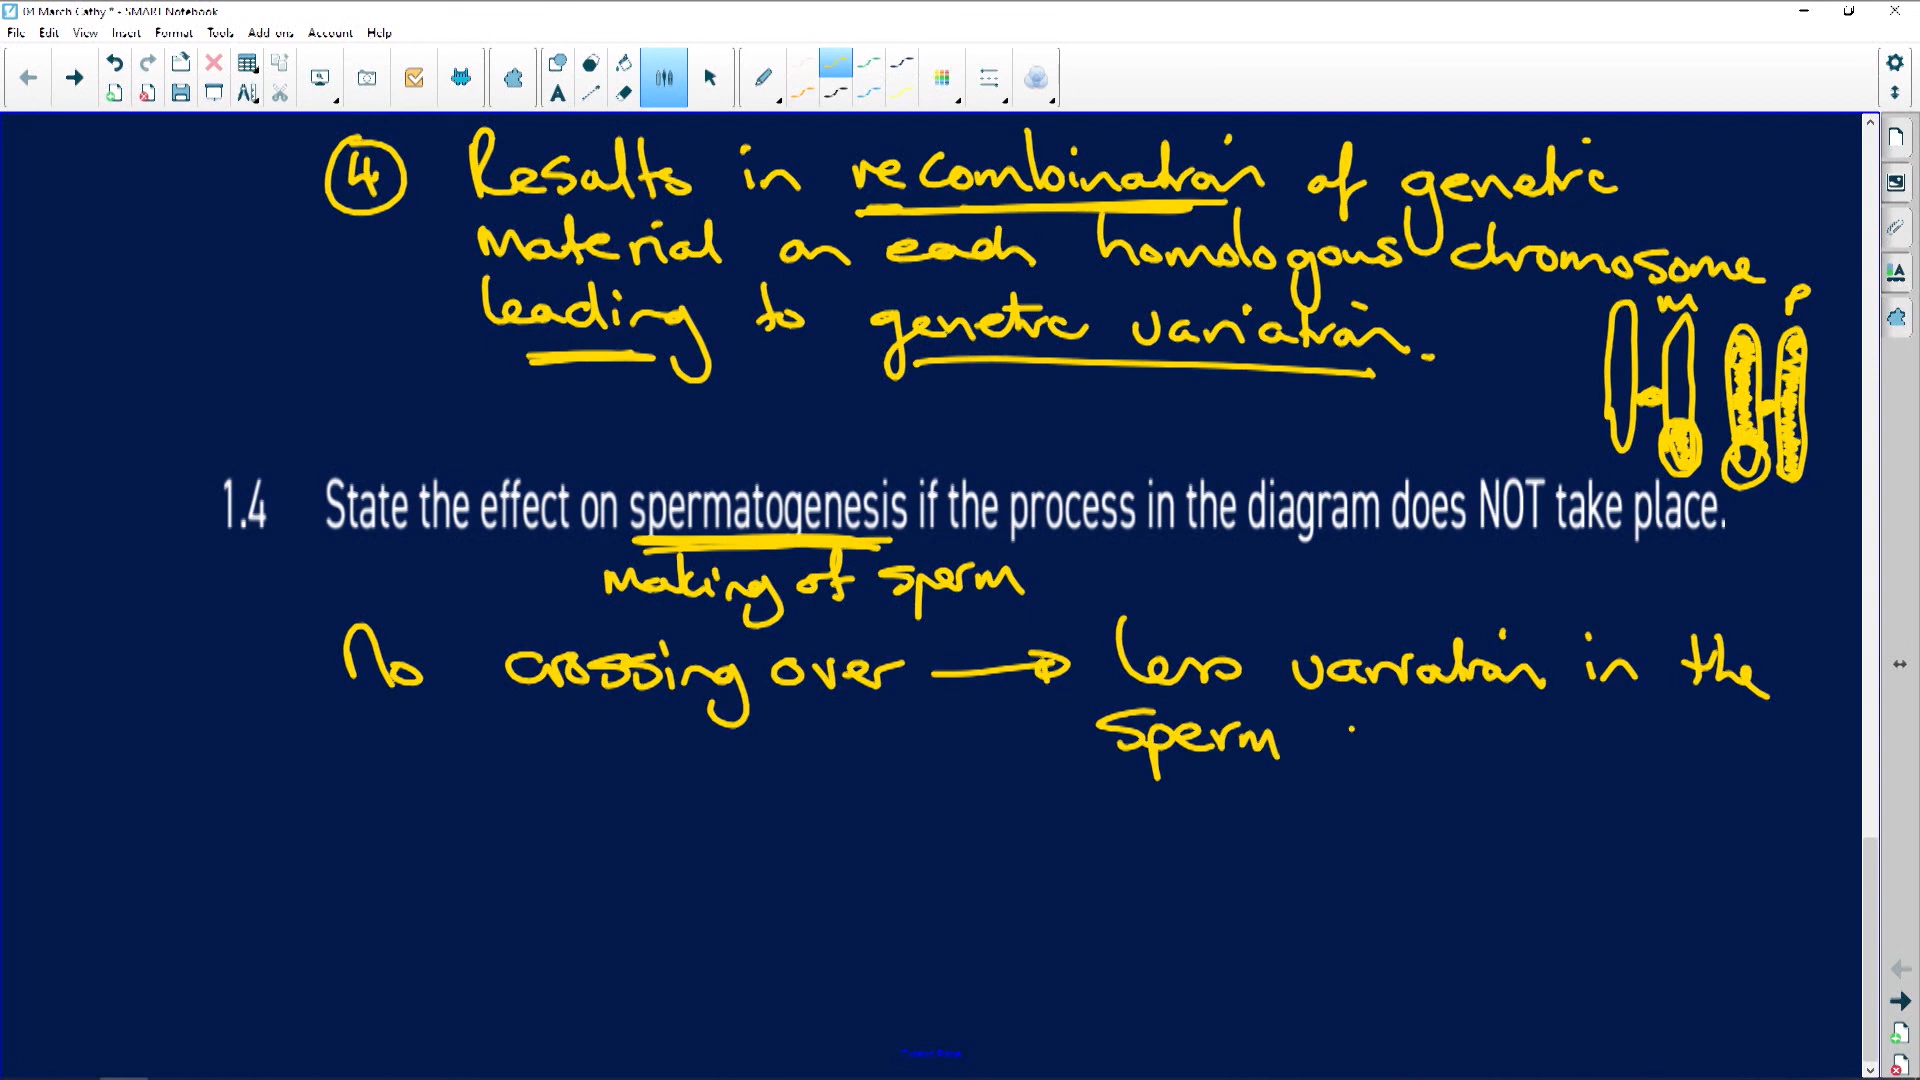 04 March Cathy * - SMART Notebook
File Edit View Insert Format Tools Add-ons Account Help
4 Results in recombination of genetic
material on each homologous chromosome
leading to genetic variation.
M P
1.4 State the effect on spermatogenesis if the process in the diagram does NOT take place.
making of sperm
No crossing over → less variation in the
sperm .